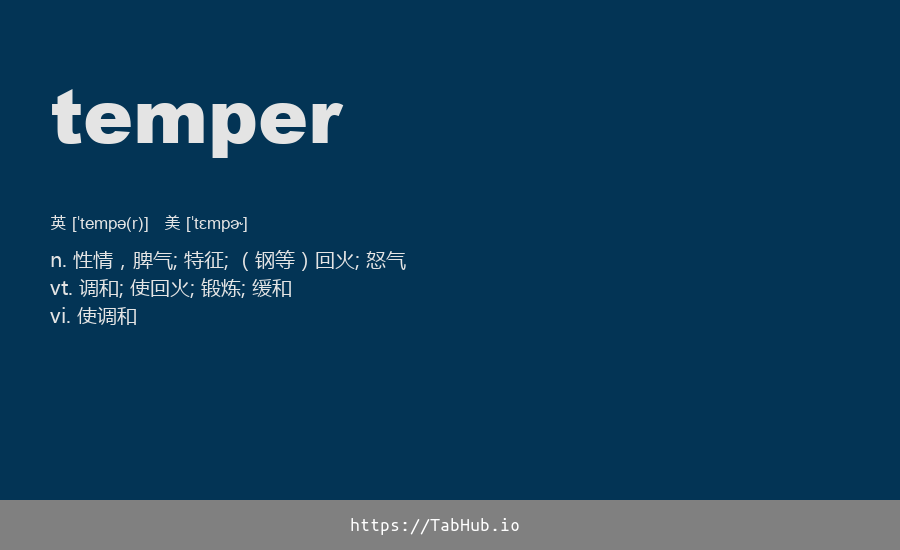 temper
英 [ˈtempə(r)] 美 [ˈtɛmpɚ]
n. 性情，脾气; 特征; （钢等）回火; 怒气
vt. 调和; 使回火; 锻炼; 缓和
vi. 使调和
https://TabHub.io